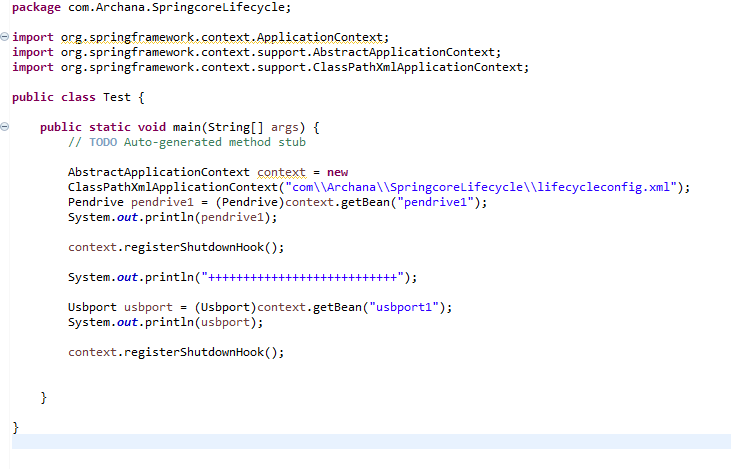 package com.Archana.SpringcoreLifecycle;
import org.springframework.context.ApplicationContext;
import org.springframework.context.support.AbstractApplicationContext;
import org.springframework.context.support.ClassPathXmlApplicationContext;
public class Test {
public static void main(String[] args) {
// TODO Auto-generated method stub
AbstractApplicationContext context = new
ClassPathXmlApplicationContext("com\\Archana\\SpringcoreLifecycle\\lifecycleconfig.xml");
Pendrive pendrive1 = (Pendrive)context.getBean("pendrive1");
System.out.println(pendrive1);
context.registerShutdownHook();
System.out.println("+++++++++++++++++++++++++++");
Usbport usbport = (Usbport)context.getBean("usbport1");
System.out.println(usbport);
context.registerShutdownHook();
}
}